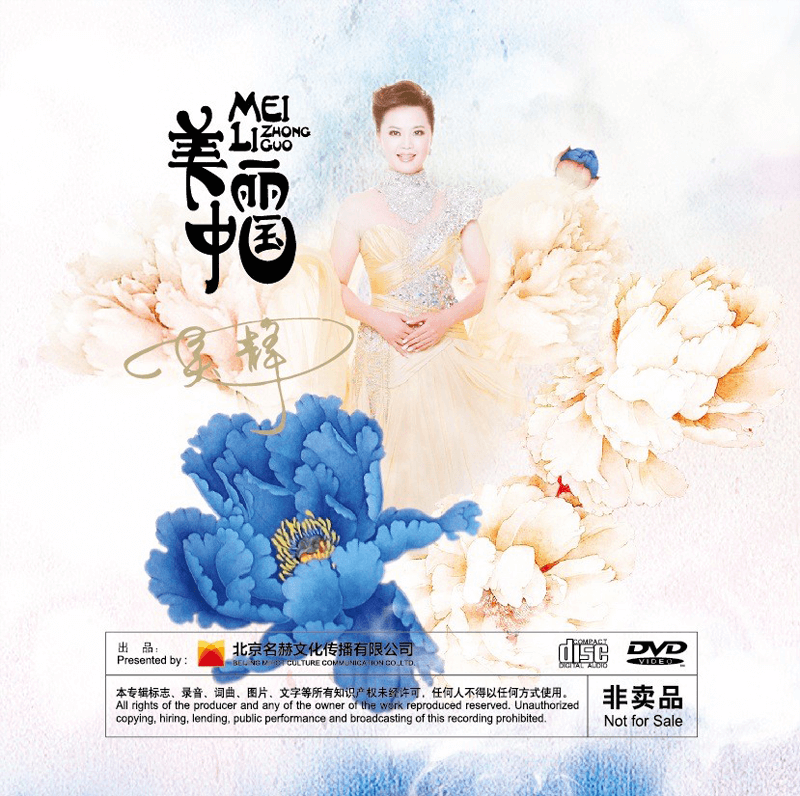 MEI
LI ZHONG
GUO
美丽
中国
吴静
出 品：
Presented by :
北京名赫文化传播有限公司
CULTURE COMMUNICATION CO.,LTD.
COMPACT
disc
DIGITAL AUDIO
DVD
VIDEO
本专辑标志、录音、词曲、图片、文字等所有知识产权未经许可，任何人不得以任何方式使用。
All rights of the producer and any of the owner of the work reproduced reserved. Unauthorized
copying, hiring, lending, public performance and broadcasting of this recording prohibited.
非卖品
Not for Sale